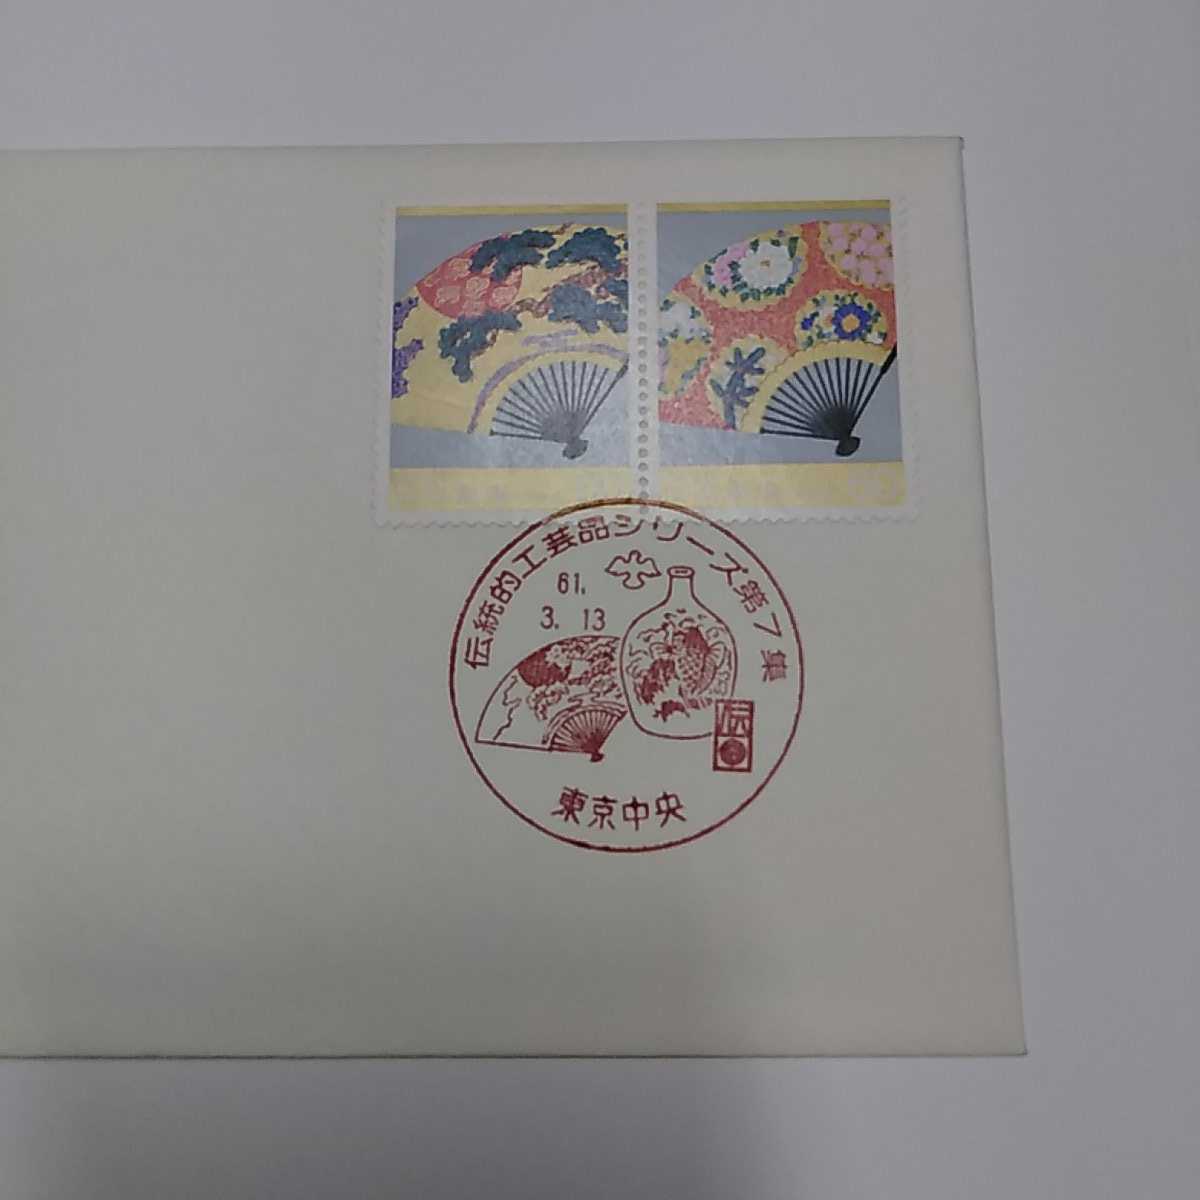 伝統的工芸品シリーズ第7集
61.
3. 13
伝
東京中央